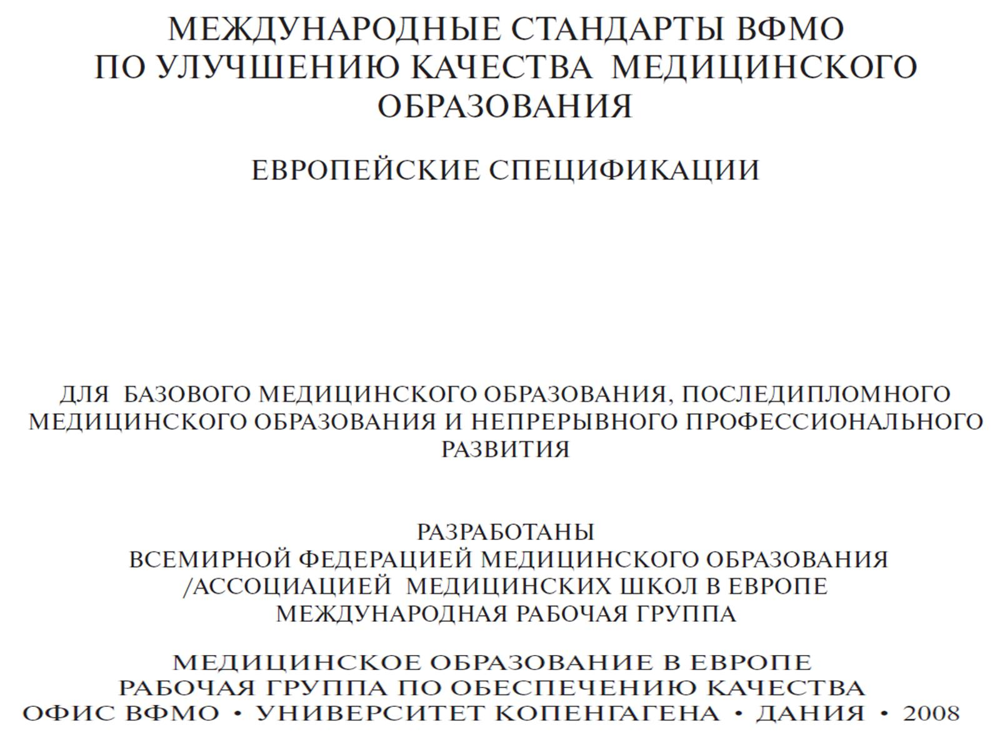 МЕЖДУНАРОДНЫЕ СТАНДАРТЫ ВФМО
ПО УЛУЧШЕНИЮ КАЧЕСТВА МЕДИЦИНСКОГО
ОБРАЗОВАНИЯ
ЕВРОПЕЙСКИЕ СПЕЦИФИКАЦИИ
ДЛЯ БАЗОВОГО МЕДИЦИНСКОГО ОБРАЗОВАНИЯ, ПОСЛЕДИПЛОМНОГО
МЕДИЦИНСКОГО ОБРАЗОВАНИЯ И НЕПРЕРЫВНОГО ПРОФЕССИОНАЛЬНОГО
РАЗВИТИЯ
РАЗРАБОТАНЫ
ВСЕМИРНОЙ ФЕДЕРАЦИЕЙ МЕДИЦИНСКОГО ОБРАЗОВАНИЯ
/АССОЦИАЦИЕЙ МЕДИЦИНСКИХ ШКОЛ В ЕВРОПЕ
МЕЖДУНАРОДНАЯ РАБОЧАЯ ГРУППА
МЕДИЦИНСКОЕ ОБРАЗОВАНИЕ В ЕВРОПЕ
РАБОЧАЯ ГРУППА ПО ОБЕСПЕЧЕНИЮ КАЧЕСТВА
ОФИС ВФМО • УНИВЕРСИТЕТ КОПЕНГАГЕНА • ДАНИЯ • 2008